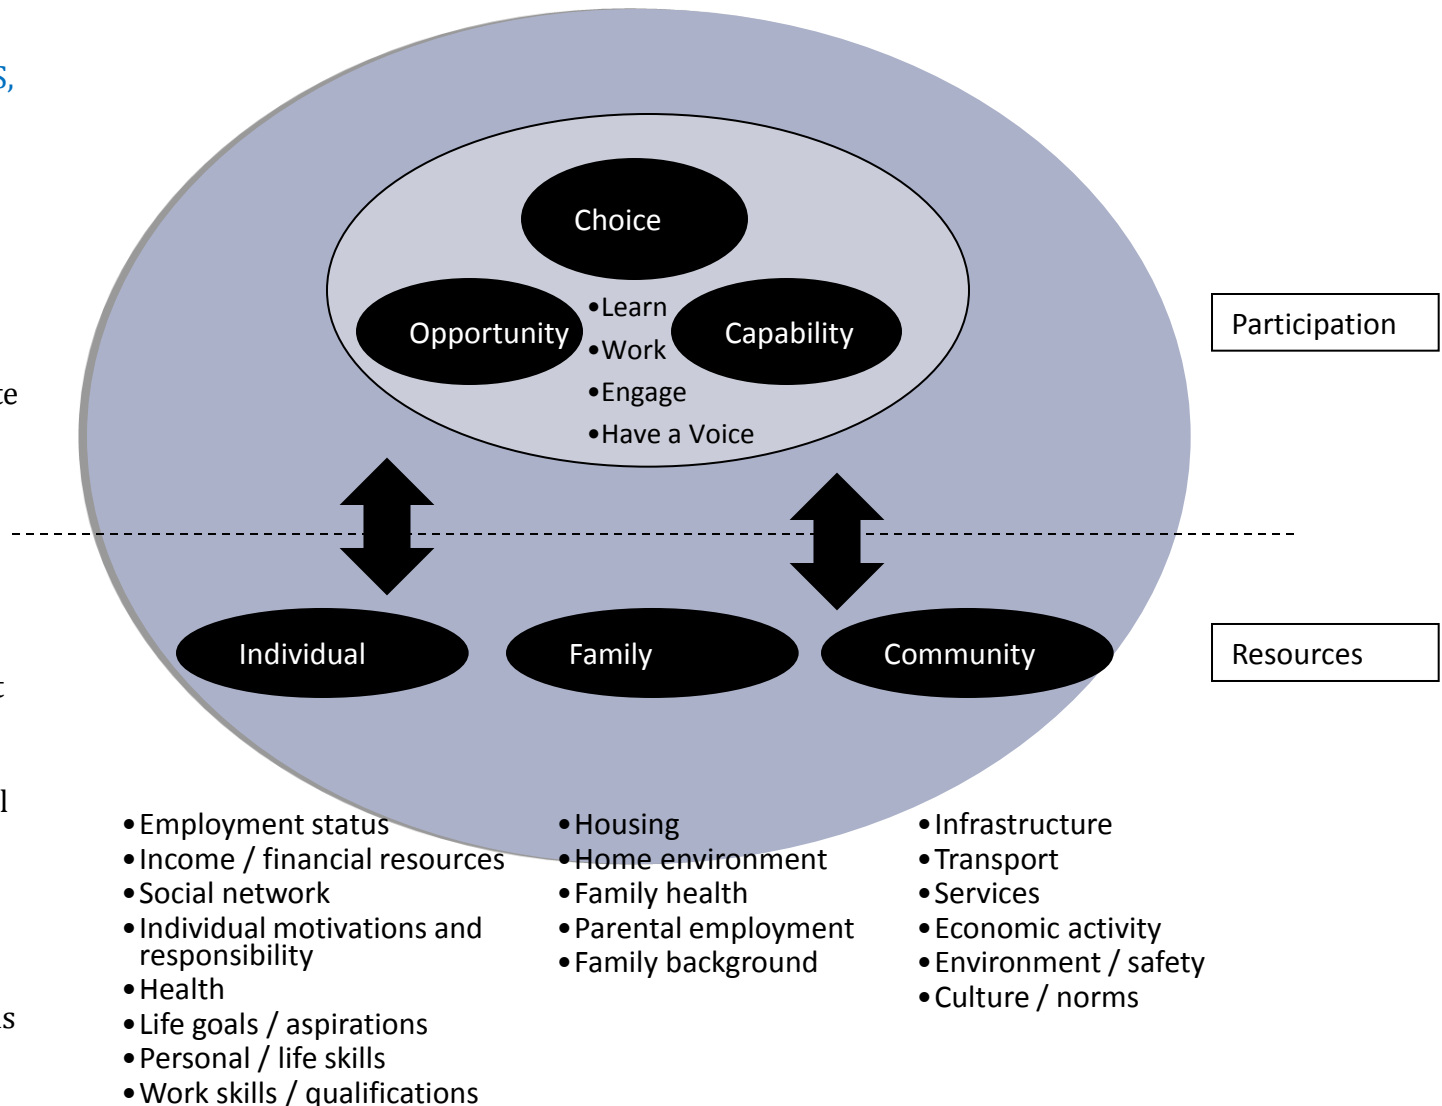 S,
te
t
l
s
Choice
Opportunity
Capability
•Learn
•Work
•Engage
•Have a Voice
Participation
Individual
Family
Community
Resources
•Employment status
•Income / financial resources
•Social network
•Individual motivations and
responsibility
•Health
•Life goals / aspirations
•Personal / life skills
•Work skills / qualifications
•Housing
•Home environment
•Family health
•Parental employment
•Family background
•Infrastructure
•Transport
•Services
•Economic activity
•Environment / safety
•Culture / norms